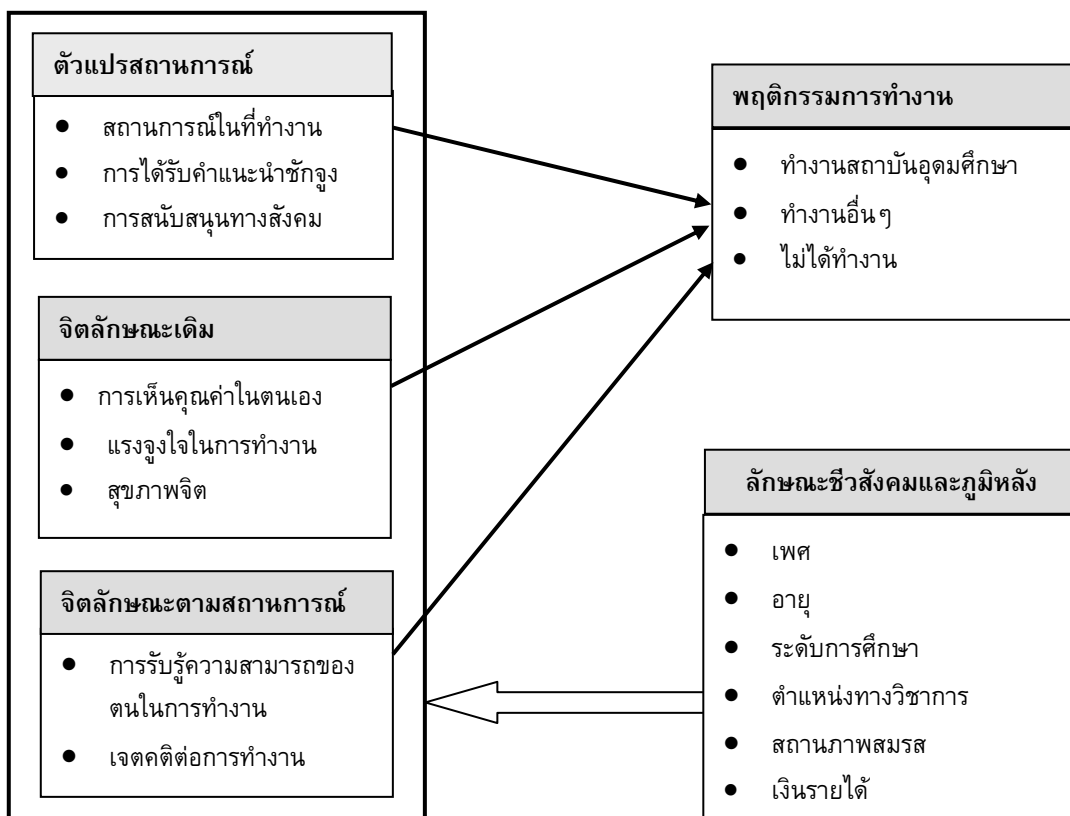 ตัวแปรสถานการณ์
● สถานการณ์ในที่ทำงาน
● การได้รับคำแนะนำชักจูง
● การสนับสนุนทางสังคม
จิตลักษณะเดิม
● การเห็นคุณค่าในตนเอง
● แรงจูงใจในการทำงาน
● สุขภาพจิต
จิตลักษณะตามสถานการณ์
● การรับรู้ความสามารถของ
ตนในการทำงาน
● เจตคติต่อการทำงาน
พฤติกรรมการทำงาน
● ทำงานสถาบันอุดมศึกษา
● ทำงานอื่น ๆ
● ไม่ได้ทำงาน
ลักษณะชีวสังคมและภูมิหลัง
● เพศ
● อายุ
● ระดับการศึกษา
● ตำแหน่งทางวิชาการ
● สถานภาพสมรส
● เงินรายได้